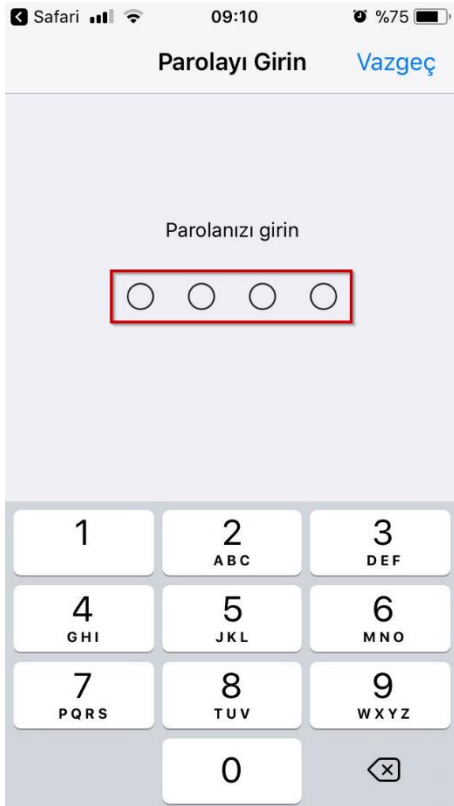 Safari 09:10 %75
Parolayı Girin Vazgeç
Parolanızı girin
1 2 3
ABC DEF
4 5 6
GHI JKL MNO
7 8 9
PQRS TUV WXYZ
0